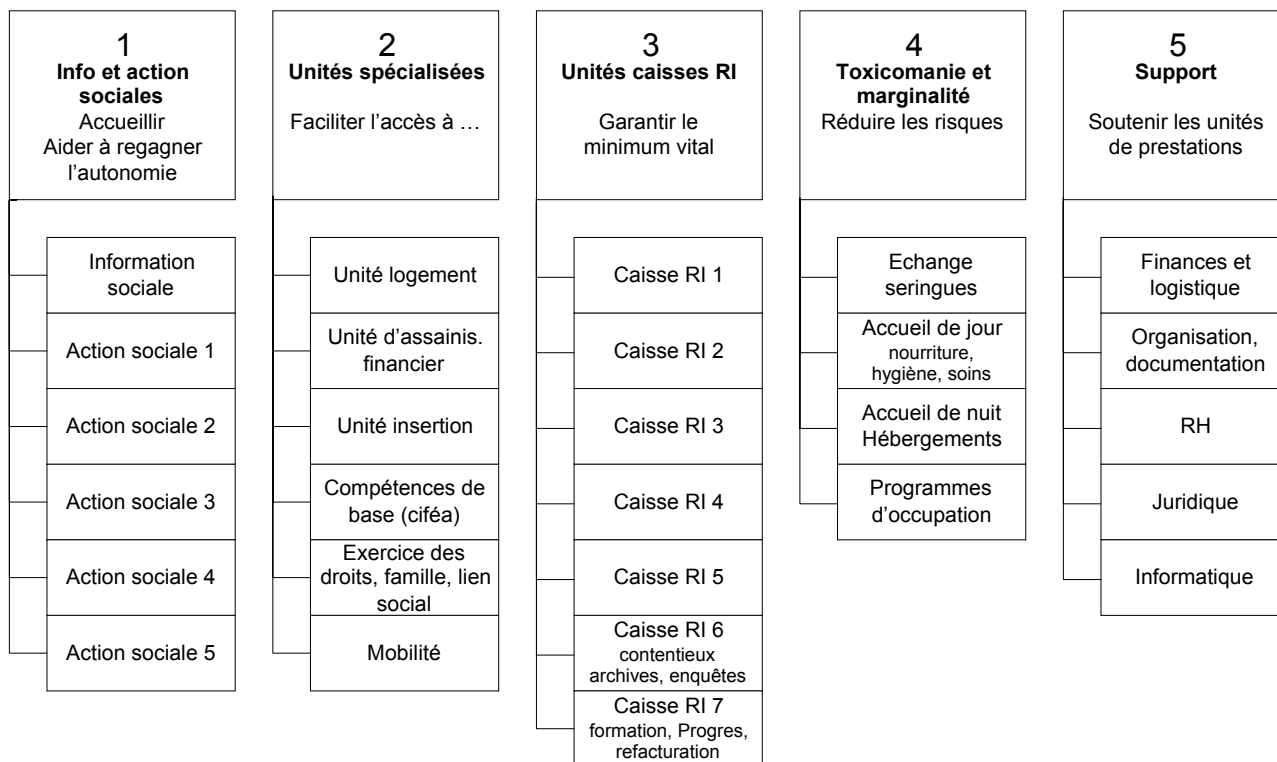 1
Info et action
sociales
Accueillir
Aider à regagner
l'autonomie
Information
sociale
Action sociale 1
Action sociale 2
Action sociale 3
Action sociale 4
Action sociale 5
2
Unités spécialisées
Faciliter l'accès à …
Unité logement
Unité d'assainis.
financier
Unité insertion
Compétences de
base (ciféa)
Exercice des
droits, famille, lien
social
Mobilité
3
Unités caisses RI
Garantir le
minimum vital
Caisse RI 1
Caisse RI 2
Caisse RI 3
Caisse RI 4
Caisse RI 5
Caisse RI 6
contentieux
archives, enquêtes
Caisse RI 7
formation, Progres,
refacturation
4
Toxicomanie et
marginalité
Réduire les risques
Echange
seringues
Accueil de jour
nourriture,
hygiène, soins
Accueil de nuit
Hébergements
Programmes
d'occupation
5
Support
Soutenir les unités
de prestations
Finances et
logistique
Organisation,
documentation
RH
Juridique
Informatique